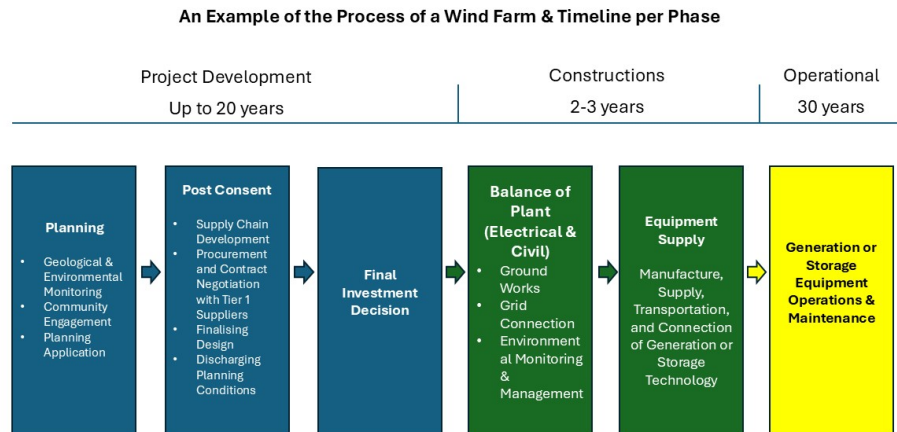 An Example of the Process of a Wind Farm & Timeline per Phase
Project Development
Up to 20 years
Constructions
2-3 years
Operational
30 years
Planning
• Geological &
Environmental
Monitoring
• Community
Engagement
• Planning
Application
Post Consent
• Supply Chain
Development
• Procurement
and Contract
Negotiation
with Tier 1
Suppliers
• Finalising
Design
• Discharging
Planning
Conditions
Final
Investment
Decision
Balance of
Plant
(Electrical &
Civil)
• Ground
Works
• Grid
Connection
• Environment
al Monitoring
&
Management
Equipment
Supply
Manufacture,
Supply,
Transportation,
and Connection
of Generation or
Storage
Technology
Generation or
Storage
Equipment
Operations &
Maintenance